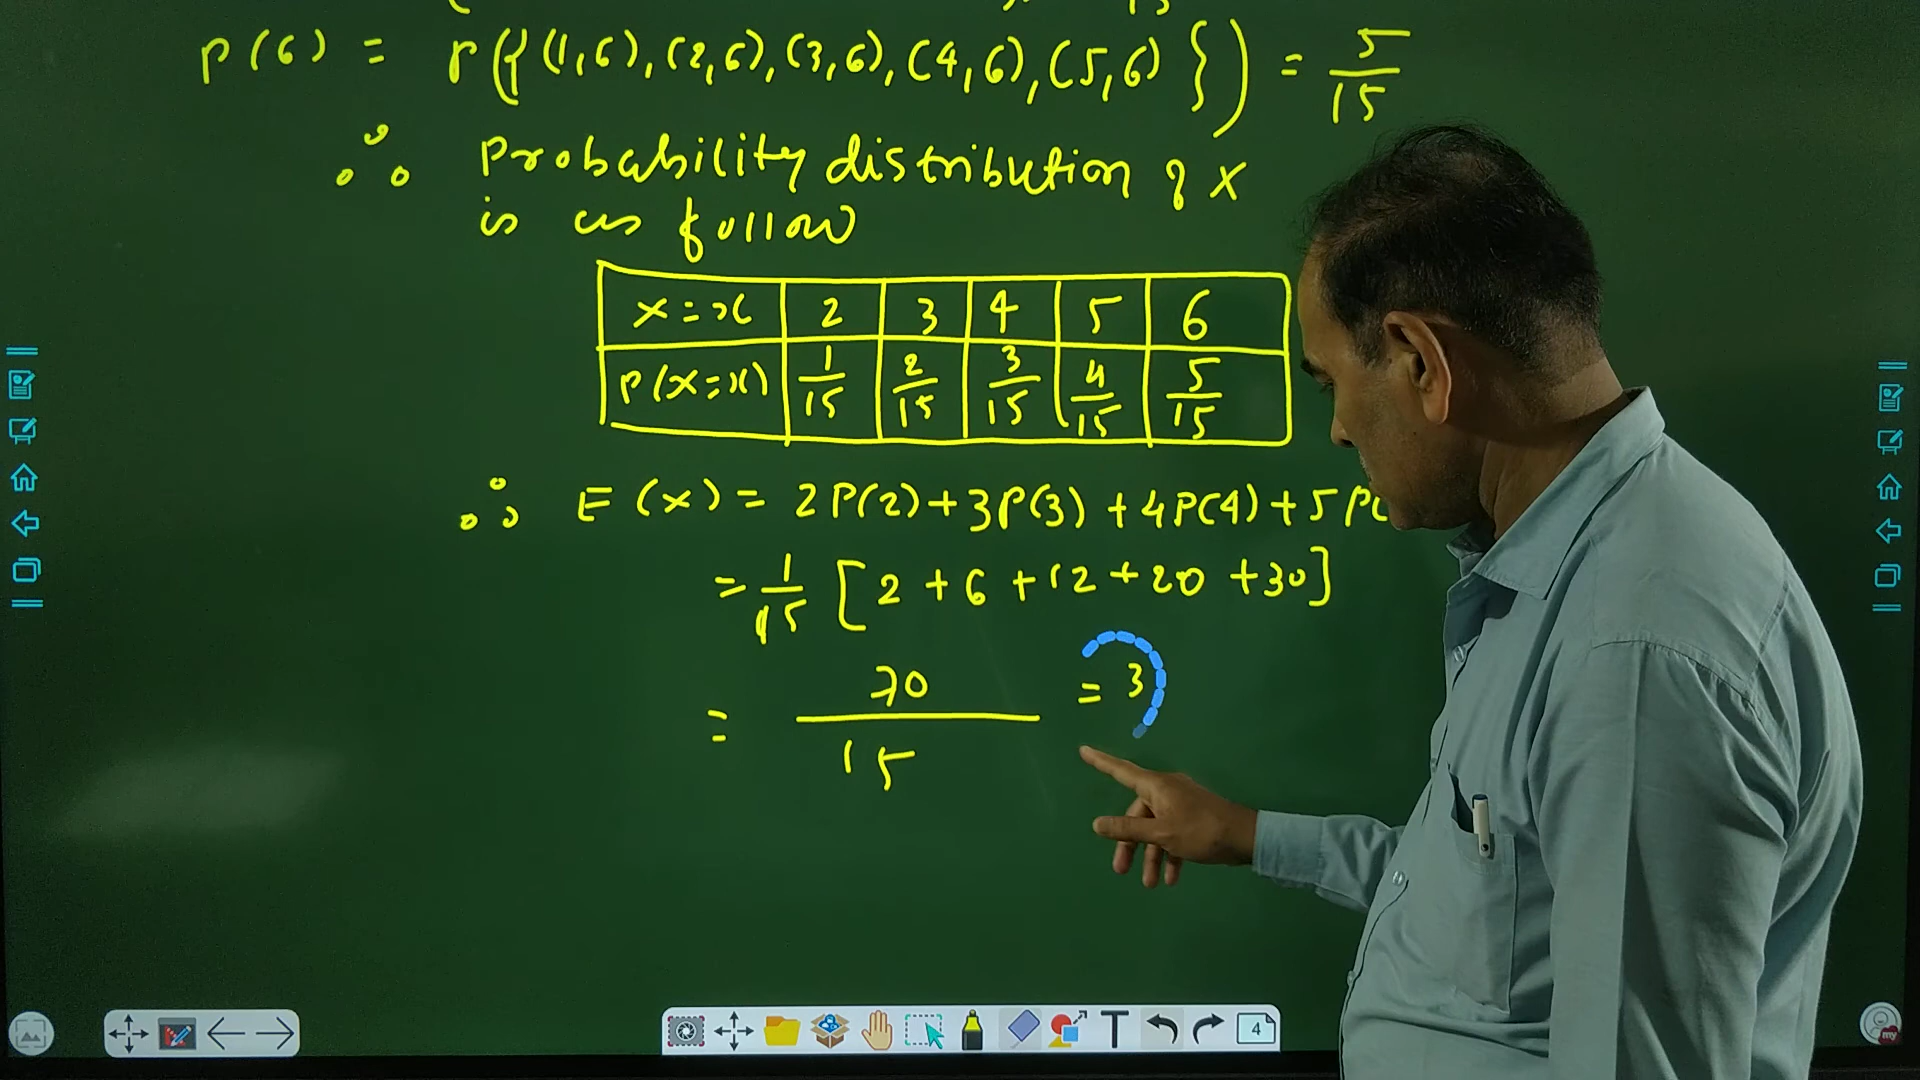 P(6) = P({(1,6), (2,6), (3,6), (4,6), (5,6)}) = 5/15
∴ Probability distribution of X
is as follow
X=x 2 3 4 5 6
P(X=x) 1/15 2/15 3/15 4/15 5/15
∴ E(X) = 2P(2)+3P(3)+4P(4)+5P(
= 1/15 [2+6+12+20+30]
= 70/15 = 3
T 4
my